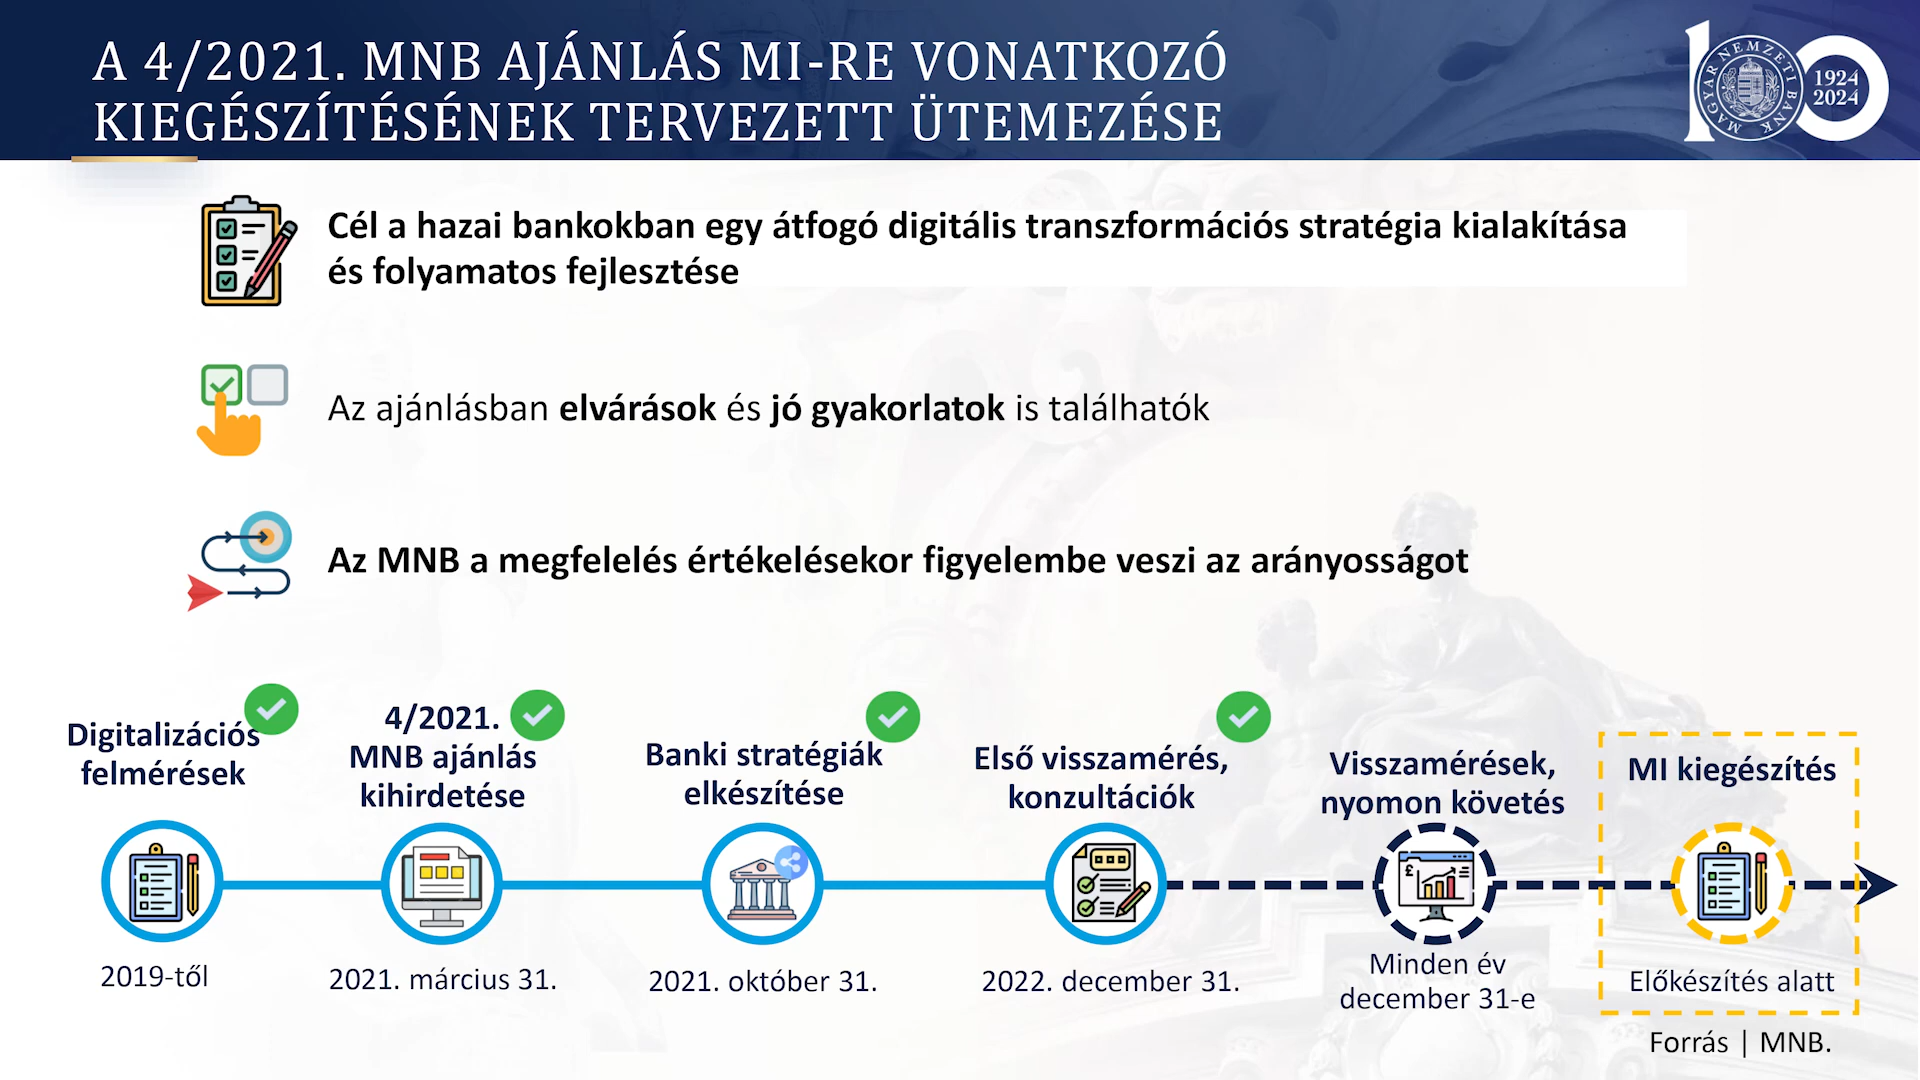 A 4/2021. MNB AJÁNLÁS MI-RE VONATKOZÓ
KIEGÉSZÍTÉSÉNEK TERVEZETT ÜTEMEZÉSE
MAGYAR NEMZETI BANK
1924
2024
Cél a hazai bankokban egy átfogó digitális transzformációs stratégia kialakítása
és folyamatos fejlesztése
Az ajánlásban elvárások és jó gyakorlatok is találhatók
Az MNB a megfelelés értékelésekor figyelembe veszi az arányosságot
Digitalizációs
felmérések
2019-től
4/2021.
MNB ajánlás
kihirdetése
2021. március 31.
Banki stratégiák
elkészítése
2021. október 31.
Első visszamérés,
konzultációk
2022. december 31.
Visszamérések,
nyomon követés
£
Minden év
december 31-e
MI kiegészítés
Előkészítés alatt
Forrás | MNB.